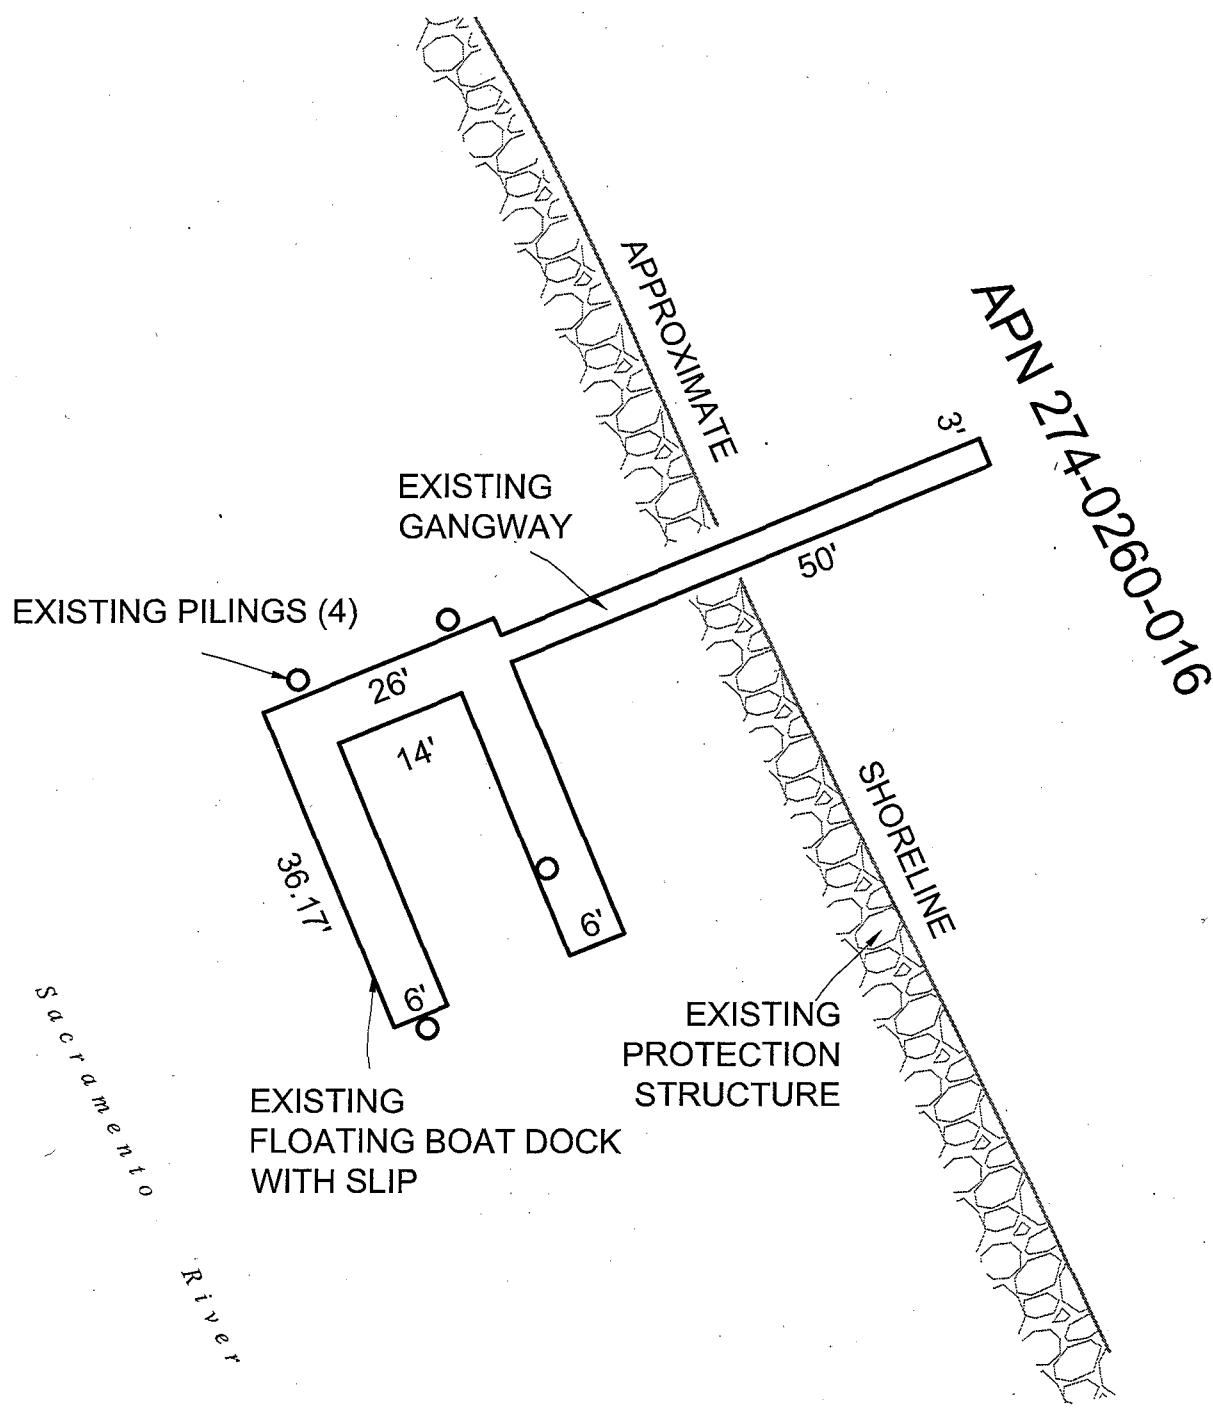 APPROXIMATE
APN 274-0260-016
3'
EXISTING
GANGWAY
50'
EXISTING PILINGS (4)
26'
14'
SHORELINE
36.17'
6'
6'
EXISTING
PROTECTION
STRUCTURE
EXISTING
FLOATING BOAT DOCK
WITH SLIP
Sacramento River